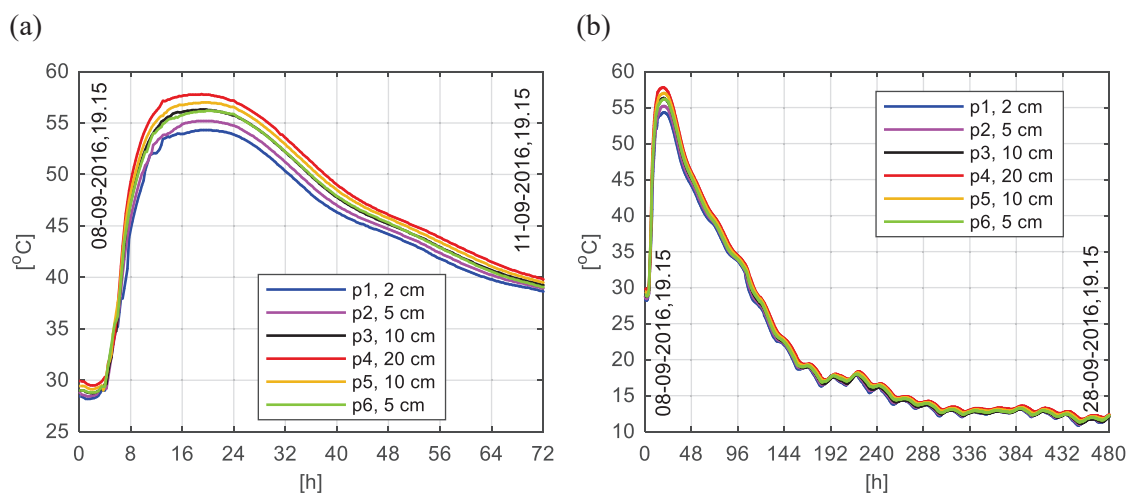 (a)
60
55
50
45
40
35
30
25
[°C]
08-09-2016,19.15
11-09-2016,19.15
p1, 2 cm
p2, 5 cm
p3, 10 cm
p4, 20 cm
p5, 10 cm
p6, 5 cm
0 8 16 24 32 40 48 56 64 72
[h]
(b)
60
55
50
45
40
35
30
25
20
15
10
[°C]
08-09-2016,19.15
28-09-2016,19.15
p1, 2 cm
p2, 5 cm
p3, 10 cm
p4, 20 cm
p5, 10 cm
p6, 5 cm
0 48 96 144 192 240 288 336 384 432 480
[h]